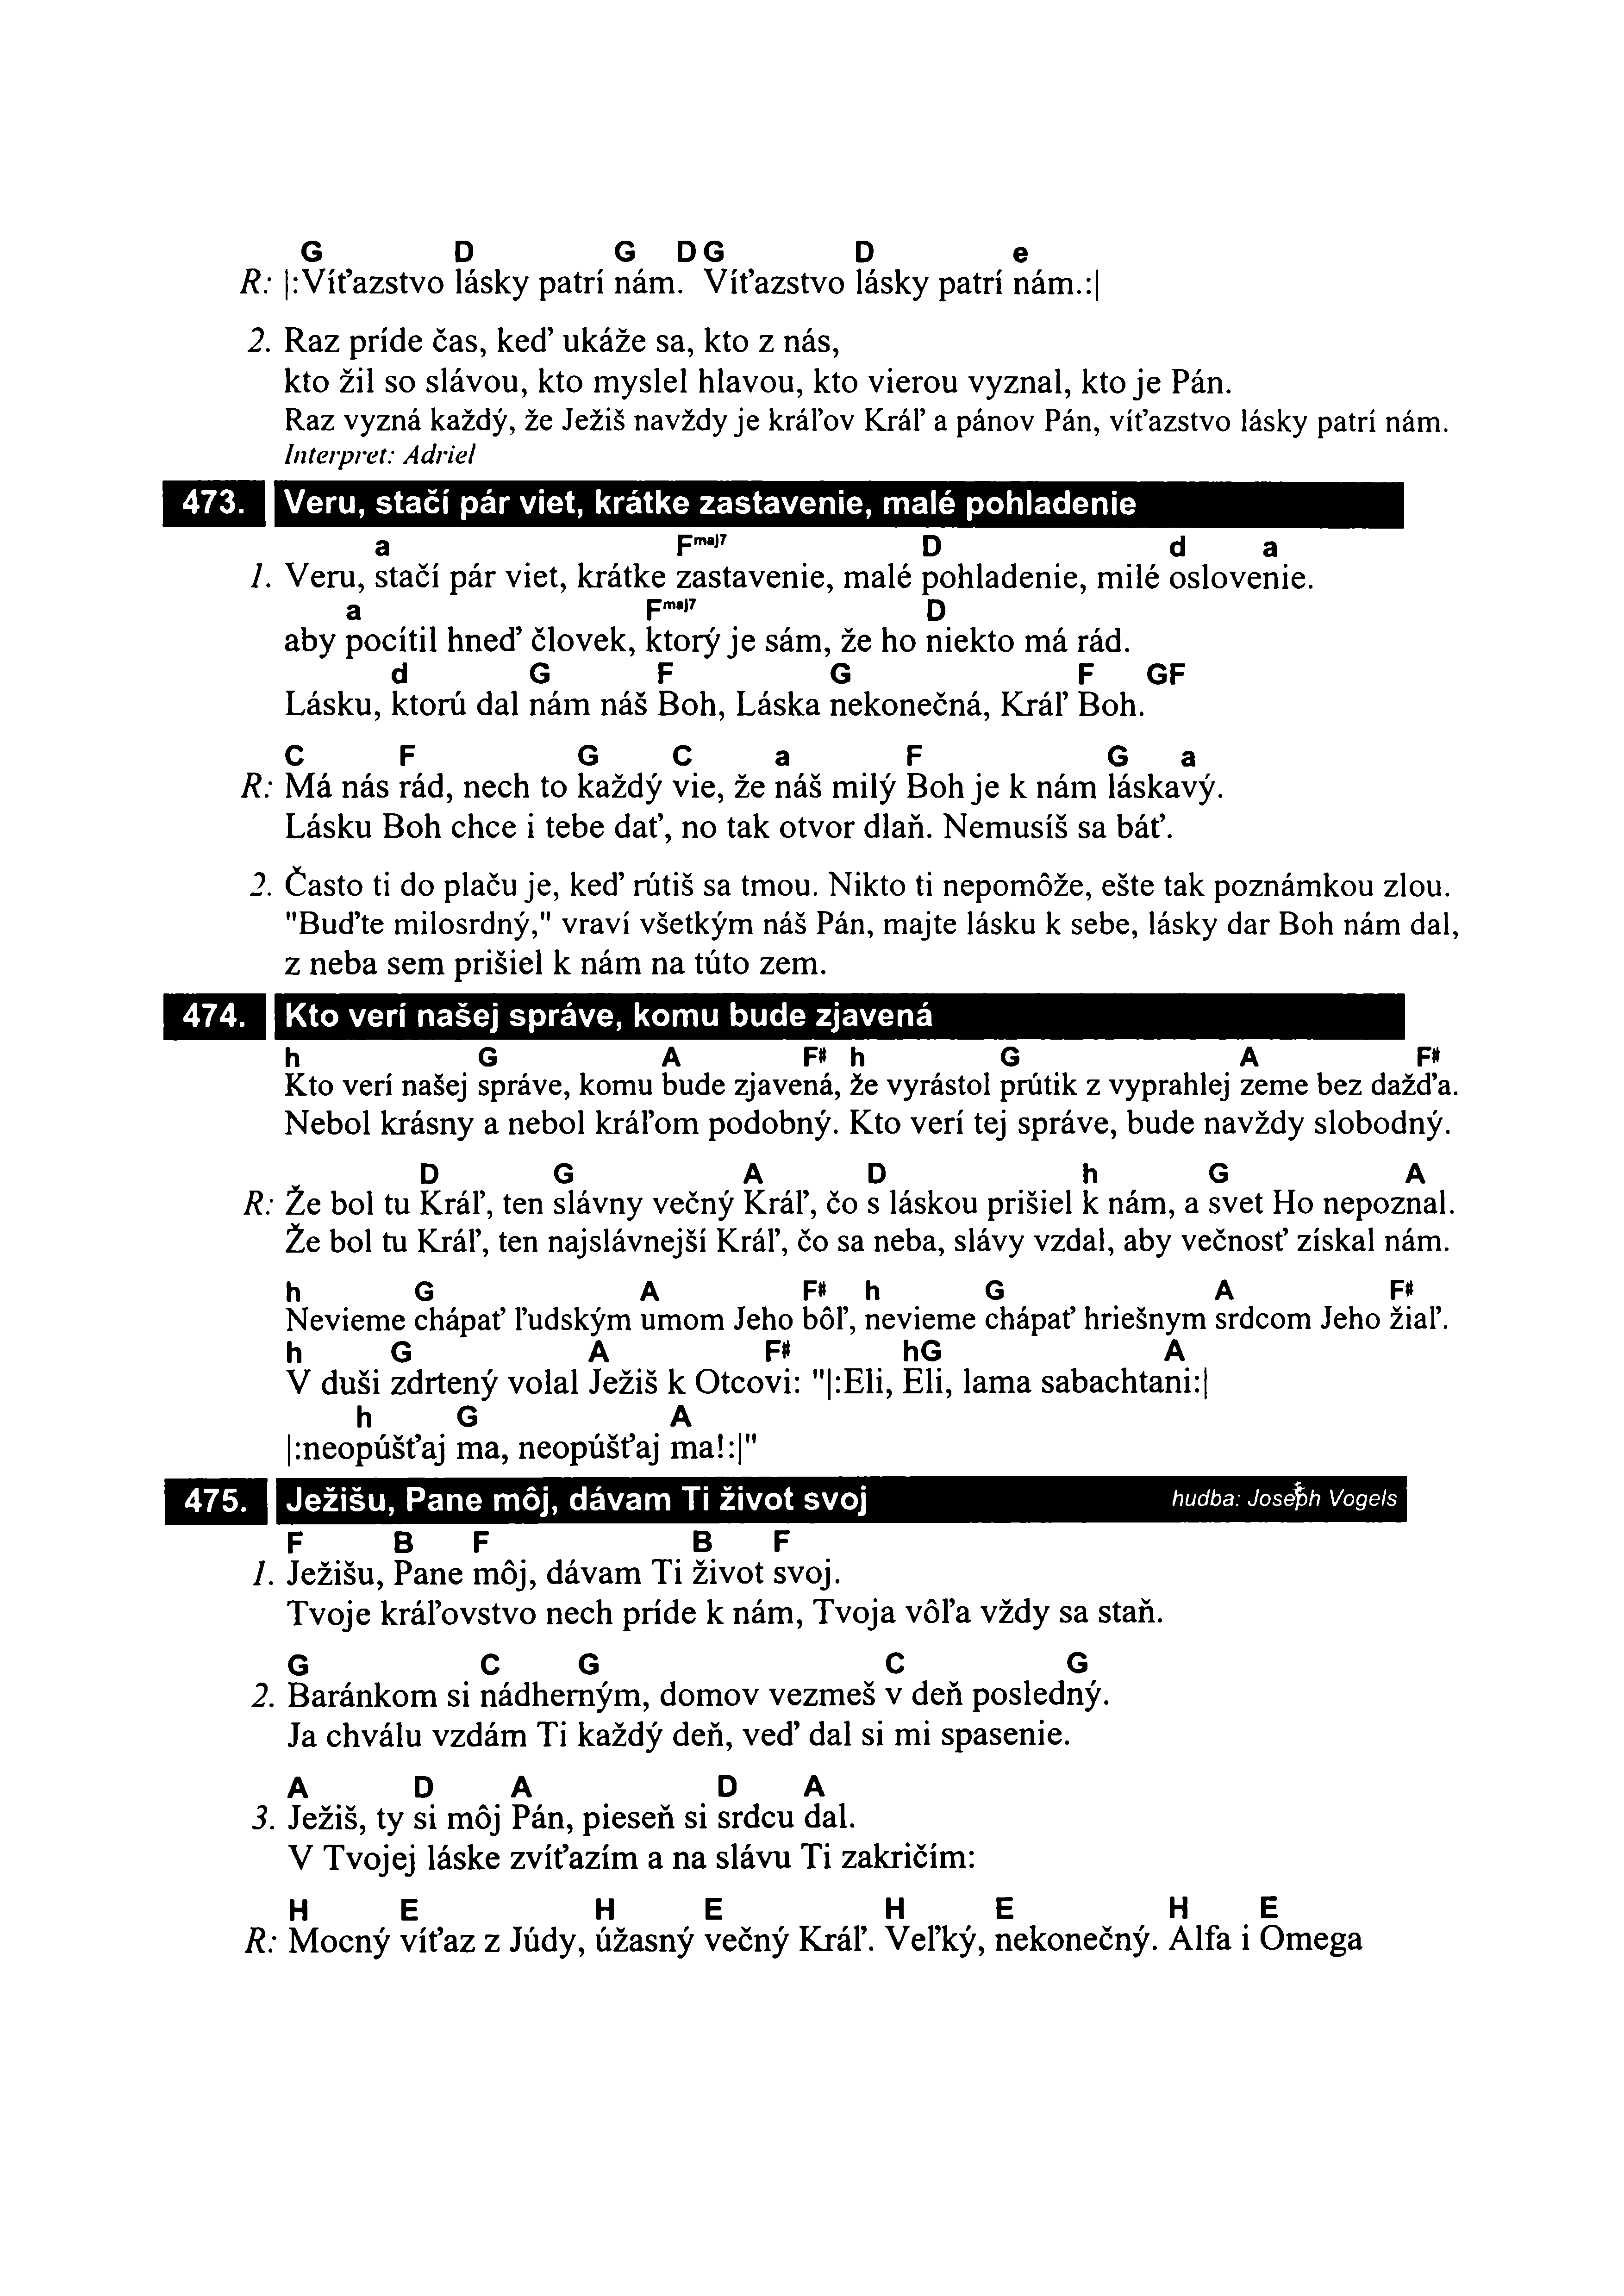 G D G D G D e
R: |:Víťazstvo lásky patrí nám. Víťazstvo lásky patrí nám.:|
2. Raz príde čas, keď ukáže sa, kto z nás,
kto žil so slávou, kto myslel hlavou, kto vierou vyznal, kto je Pán.
Raz vyzná každý, že Ježiš navždy je kráľov Kráľ a pánov Pán, víťazstvo lásky patrí nám.
Interpret: Adriel
473. Veru, stačí pár viet, krátke zastavenie, malé pohladenie
a Fmaj7 D d a
1. Veru, stačí pár viet, krátke zastavenie, malé pohladenie, milé oslovenie.
a Fmaj7 D
aby pocítil hneď človek, ktorý je sám, že ho niekto má rád.
d G F G F GF
Lásku, ktorú dal nám náš Boh, Láska nekonečná, Kráľ Boh.
C F G C a F G a
R: Má nás rád, nech to každý vie, že náš milý Boh je k nám láskavý.
Lásku Boh chce i tebe dať, no tak otvor dlaň. Nemusíš sa báť.
2. Často ti do plaču je, keď rútiš sa tmou. Nikto ti nepomôže, ešte tak poznámkou zlou.
"Buďte milosrdný," vraví všetkým náš Pán, majte lásku k sebe, lásky dar Boh nám dal,
z neba sem prišiel k nám na túto zem.
474. Kto verí našej správe, komu bude zjavená
h G A F# h G A F#
Kto verí našej správe, komu bude zjavená, že vyrástol prútik z vyprahlej zeme bez dažďa.
Nebol krásny a nebol kráľom podobný. Kto verí tej správe, bude navždy slobodný.
D G A D h G A
R: Že bol tu Kráľ, ten slávny večný Kráľ, čo s láskou prišiel k nám, a svet Ho nepoznal.
Že bol tu Kráľ, ten najslávnejší Kráľ, čo sa neba, slávy vzdal, aby večnosť získal nám.
h G A F# h G A F#
Nevieme chápať ľudským umom Jeho bôľ, nevieme chápať hriešnym srdcom Jeho žiaľ.
h G A F# hG A
V duši zdrtený volal Ježiš k Otcovi: "|:Eli, Eli, lama sabachtani:|
h G A
|:neopúšťaj ma, neopúšťaj ma!:|"
475. Ježišu, Pane môj, dávam Ti život svoj hudba: Joseph Vogels
F B F B F
1. Ježišu, Pane môj, dávam Ti život svoj.
Tvoje kráľovstvo nech príde k nám, Tvoja vôľa vždy sa staň.
G C G C G
2. Baránkom si nádherným, domov vezmeš v deň posledný.
Ja chválu vzdám Ti každý deň, veď dal si mi spasenie.
A D A D A
3. Ježiš, ty si môj Pán, pieseň si srdcu dal.
V Tvojej láske zvíťazím a na slávu Ti zakričím:
H E H E H E H E
R: Mocný víťaz z Júdy, úžasný večný Kráľ. Veľký, nekonečný. Alfa i Omega